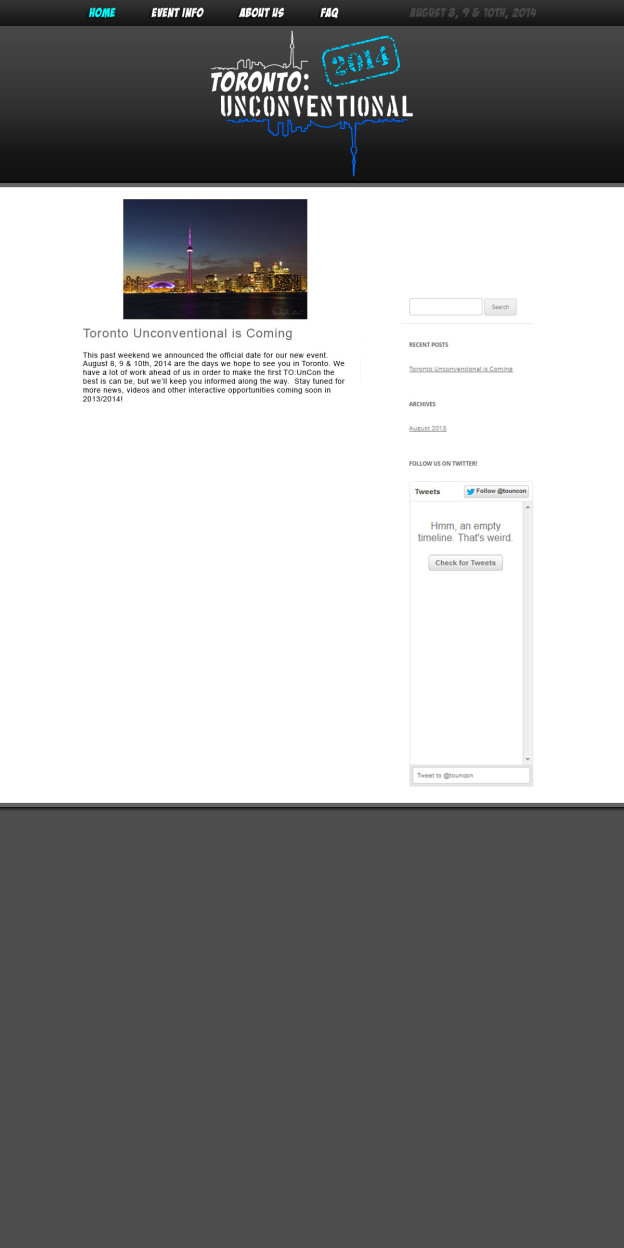 HOME EVENT INFO ABOUT US FAQ AUGUST 8, 9 & 10TH, 2014
2014
TORONTO:
UNCONVENTIONAL
Toronto Unconventional is Coming
This past weekend we announced the official date for our new event.
August 8, 9 & 10th, 2014 are the days we hope to see you in Toronto. We
have a lot of work ahead of us in order to make the first TO:UnCon the
best is can be, but we'll keep you informed along the way.  Stay tuned for
more news, videos and other interactive opportunities coming soon in
2013/2014!
Search
RECENT POSTS
Toronto Unconventional is Coming
ARCHIVES
August 2013
FOLLOW US ON TWITTER!
Tweets Follow @touncon
Hmm, an empty
timeline. That's weird.
Check for Tweets
Tweet to @touncon